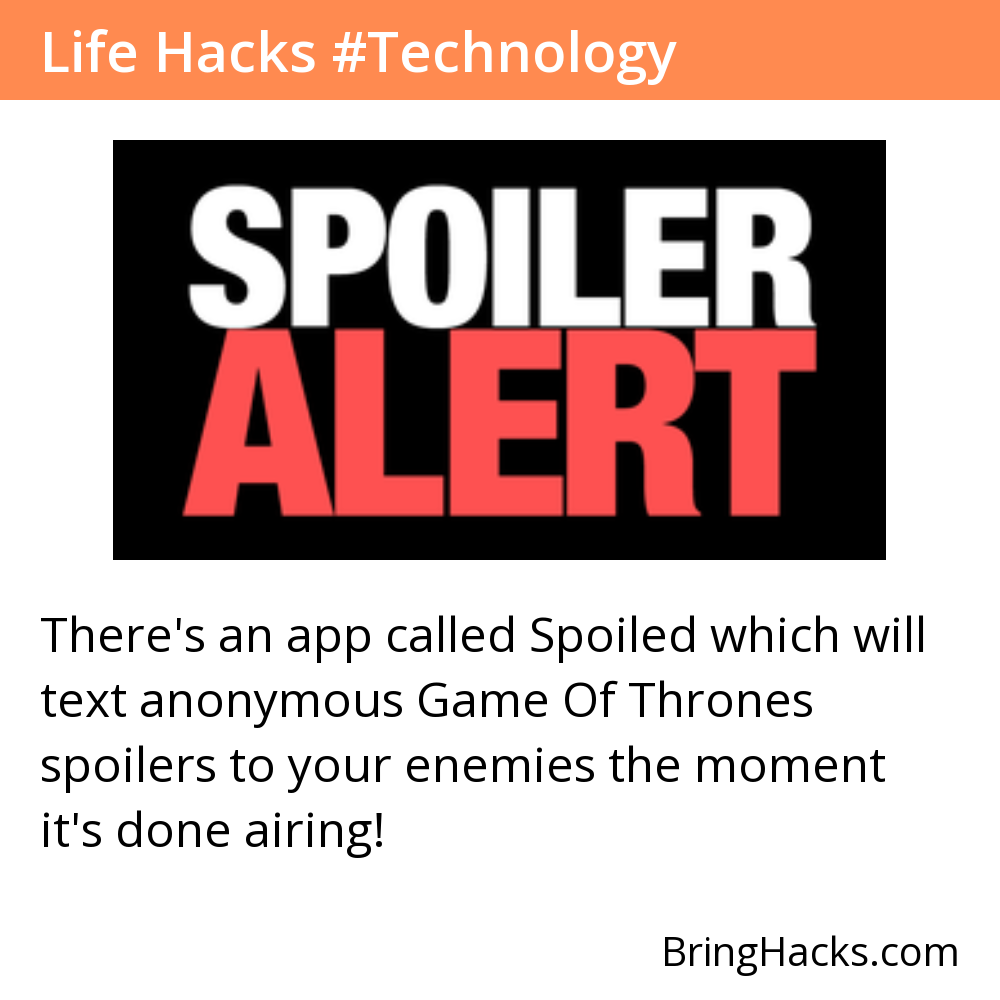 Life Hacks #Technology
SPOILER
ALERT
There's an app called Spoiled which will
text anonymous Game Of Thrones
spoilers to your enemies the moment
it's done airing!
BringHacks.com